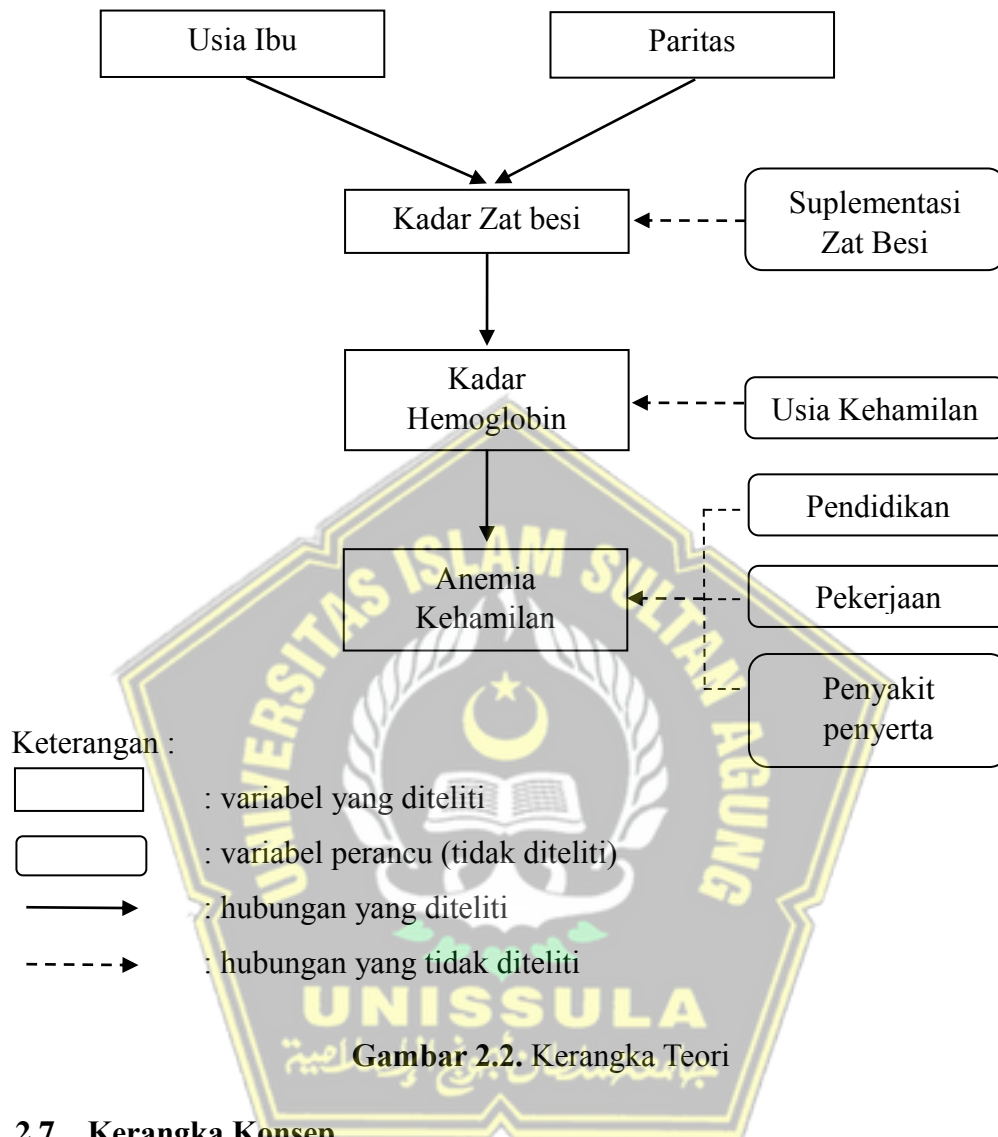 Usia Ibu
Paritas
Kadar Zat besi
Suplementasi
Zat Besi
Kadar
Hemoglobin
Usia Kehamilan
Pendidikan
Anemia
Kehamilan
Pekerjaan
Penyakit
penyerta
Keterangan :
: variabel yang diteliti
: variabel perancu (tidak diteliti)
: hubungan yang diteliti
: hubungan yang tidak diteliti
UNIVERSITAS ISLAM SULTAN AGUNG
UNISSULA
Gambar 2.2. Kerangka Teori
2.7 Kerangka Konsep